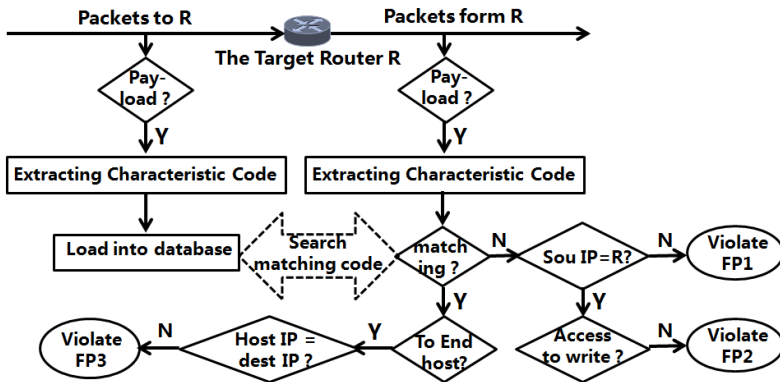 Packets to R
Packets form R
The Target Router R
Pay-
load ?
Pay-
load ?
Y
Y
Extracting Characteristic Code
Extracting Characteristic Code
Load into database
Search
matching code
match
ing ?
N
Sou IP=R?
N
Violate
FP1
Y
Y
Violate
FP3
N
Host IP =
dest IP ?
Y
To End
host?
Access
to write ?
N
Violate
FP2